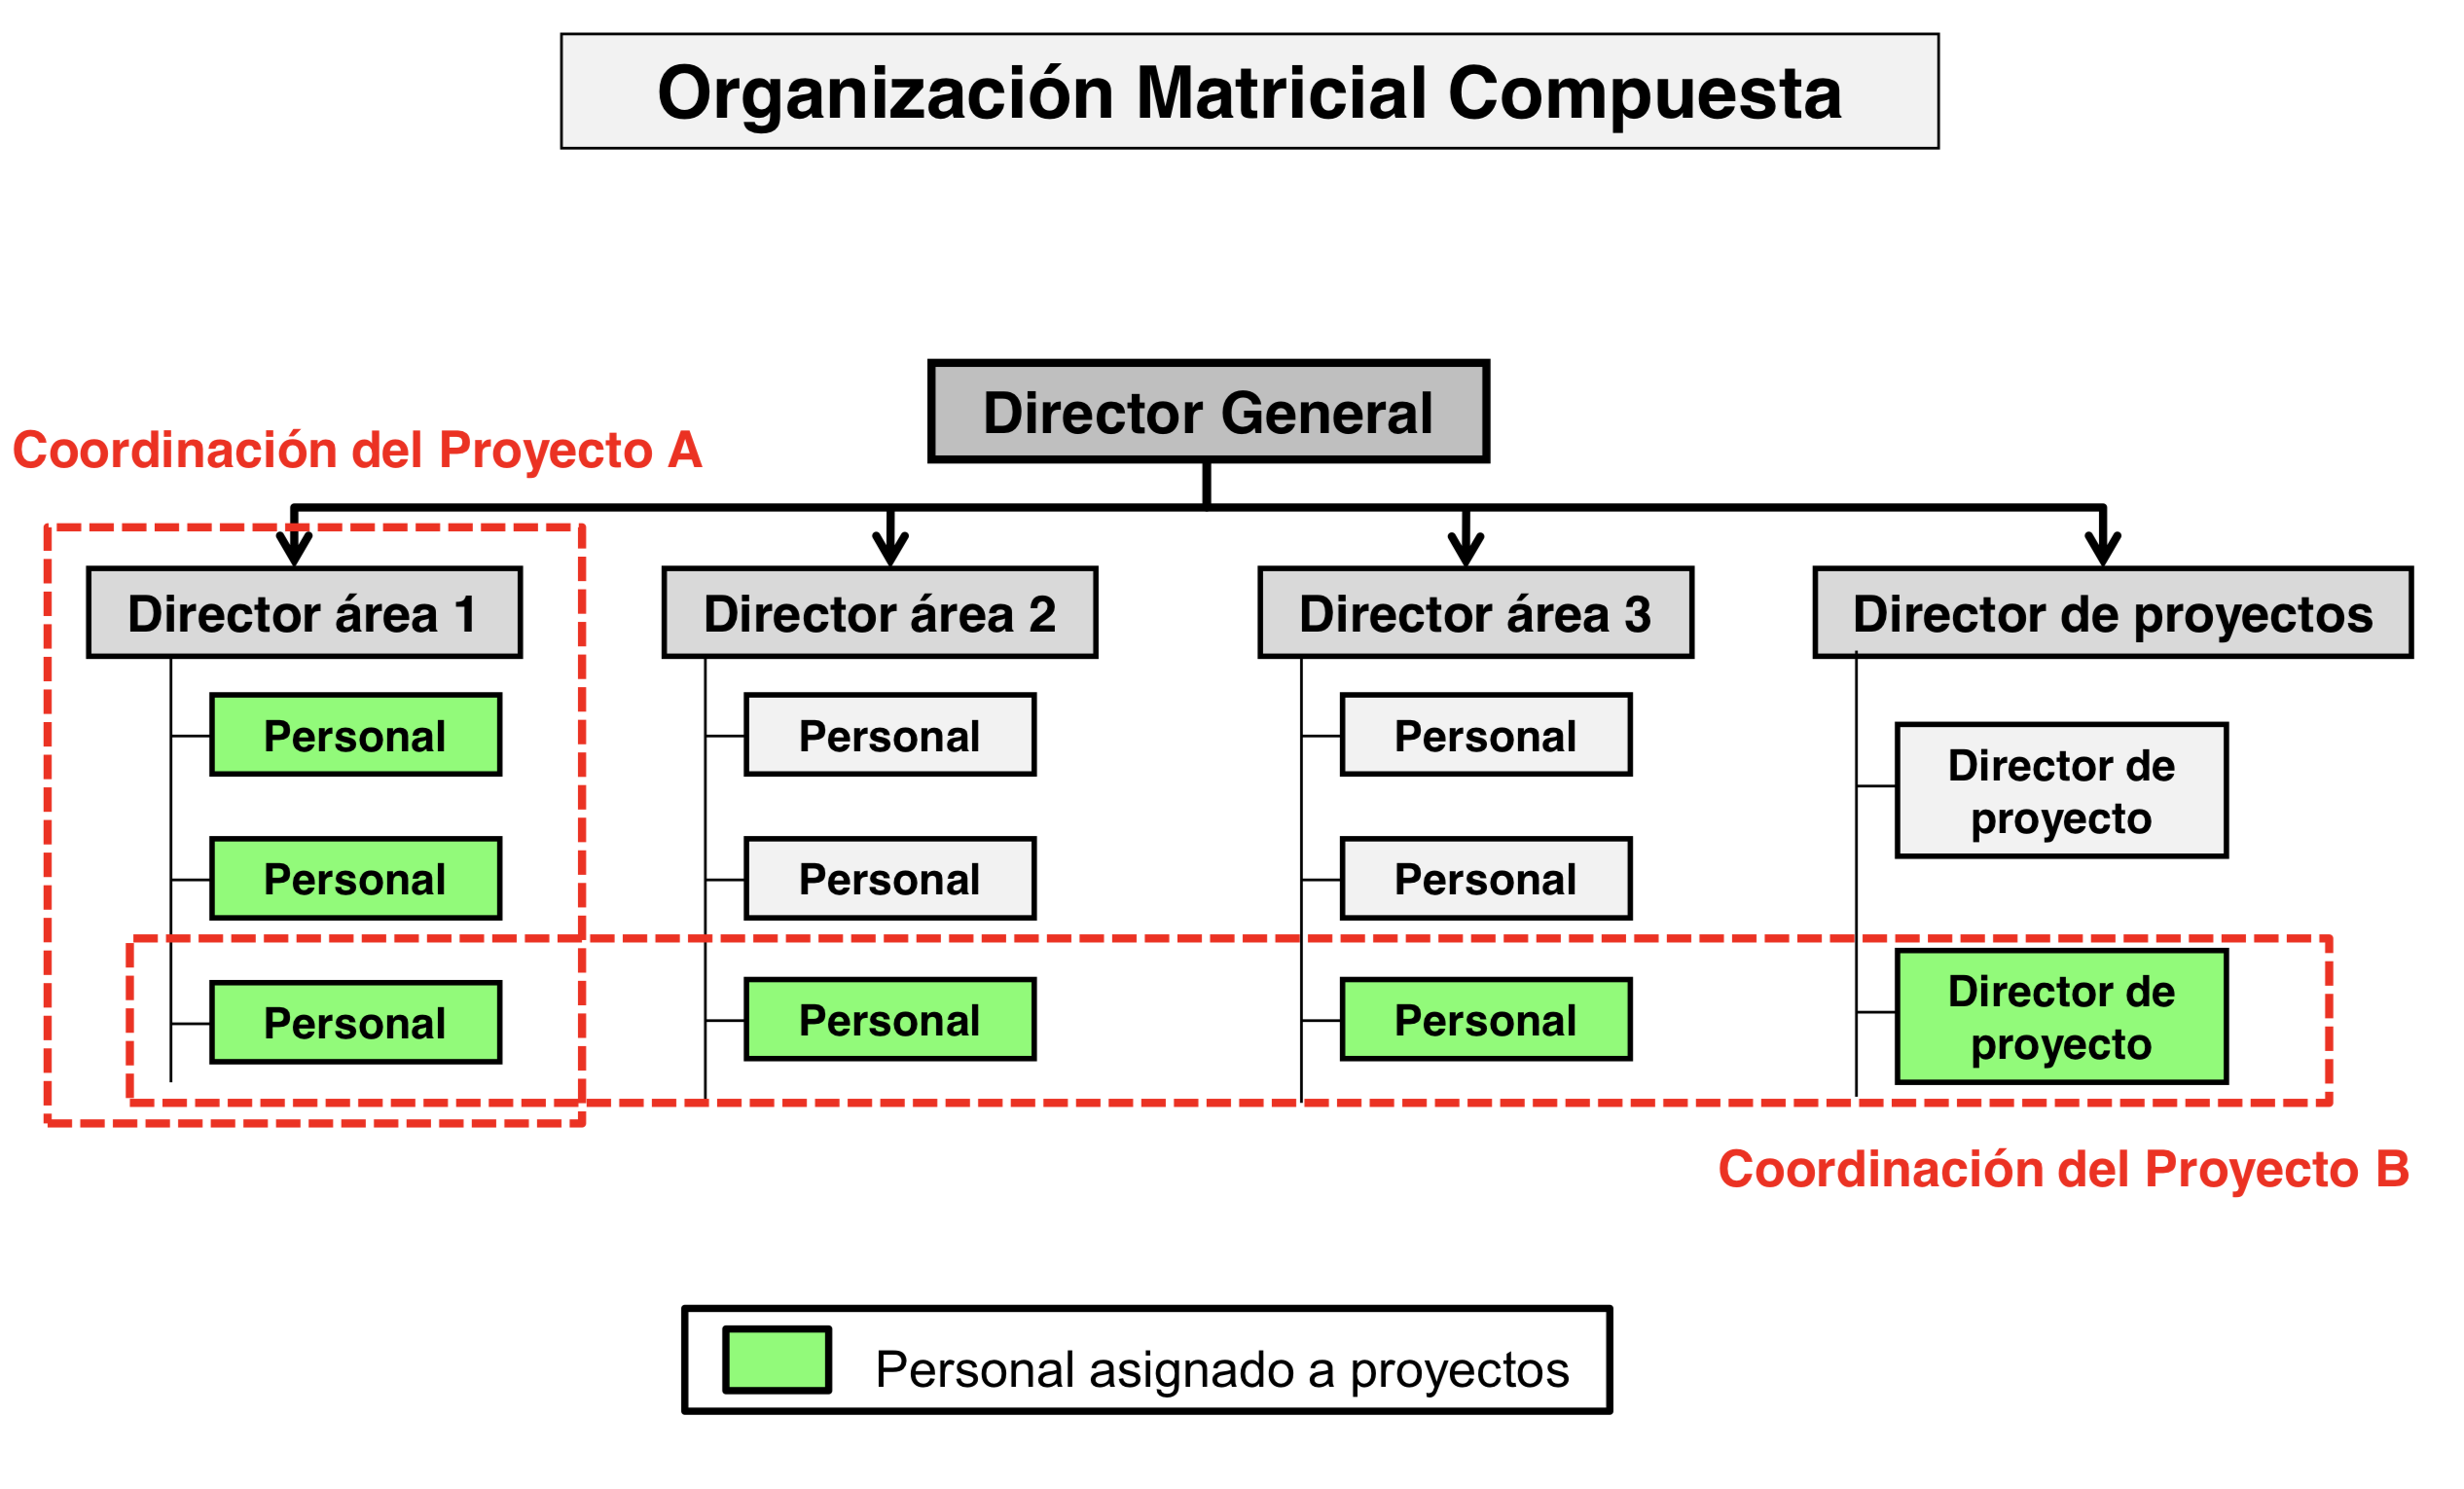 Organización Matricial Compuesta
Director General
Coordinación del Proyecto A
Director área 1
Director área 2
Director área 3
Director de proyectos
Personal
Personal
Personal
Director de
proyecto
Personal
Personal
Personal
Personal
Personal
Personal
Director de
proyecto
Coordinación del Proyecto B
Personal asignado a proyectos